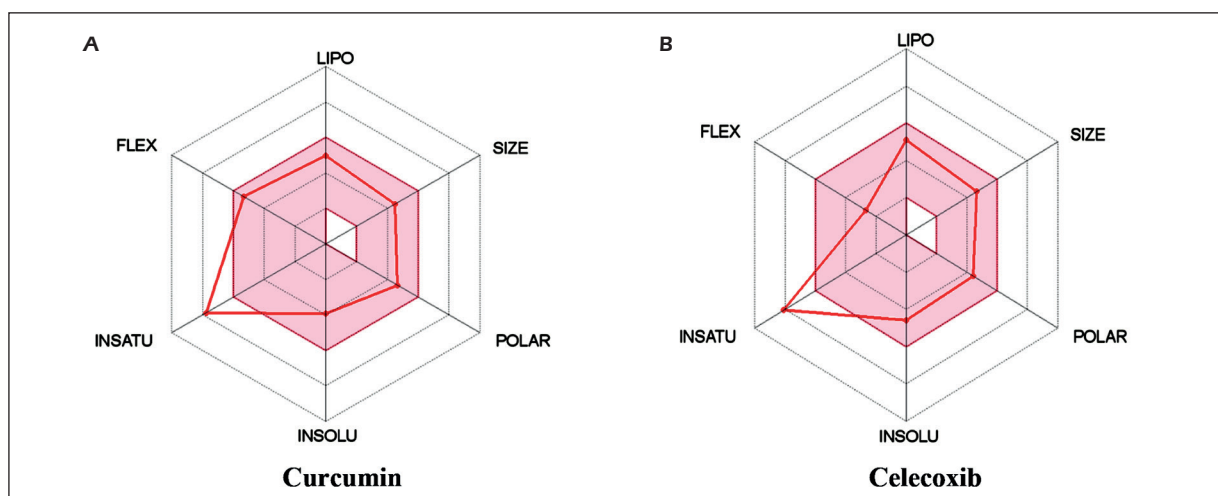 A
LIPO
FLEX
SIZE
INSATU
POLAR
INSOLU
Curcumin
B
LIPO
FLEX
SIZE
INSATU
POLAR
INSOLU
Celecoxib